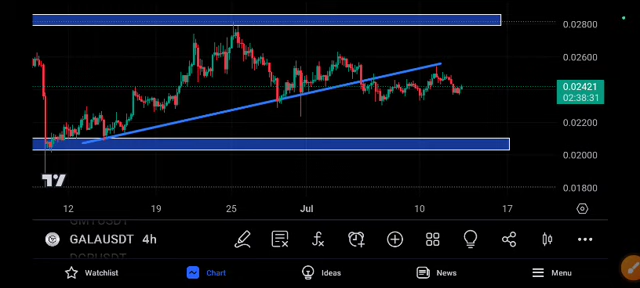 0.02800
0.02600
0.02421
02:38:31
0.02200
0.02000
0.01800
12 19 25 Jul 10 17
GMTUSDT
GALAUSDT 4h
Watchlist Chart Ideas News Menu